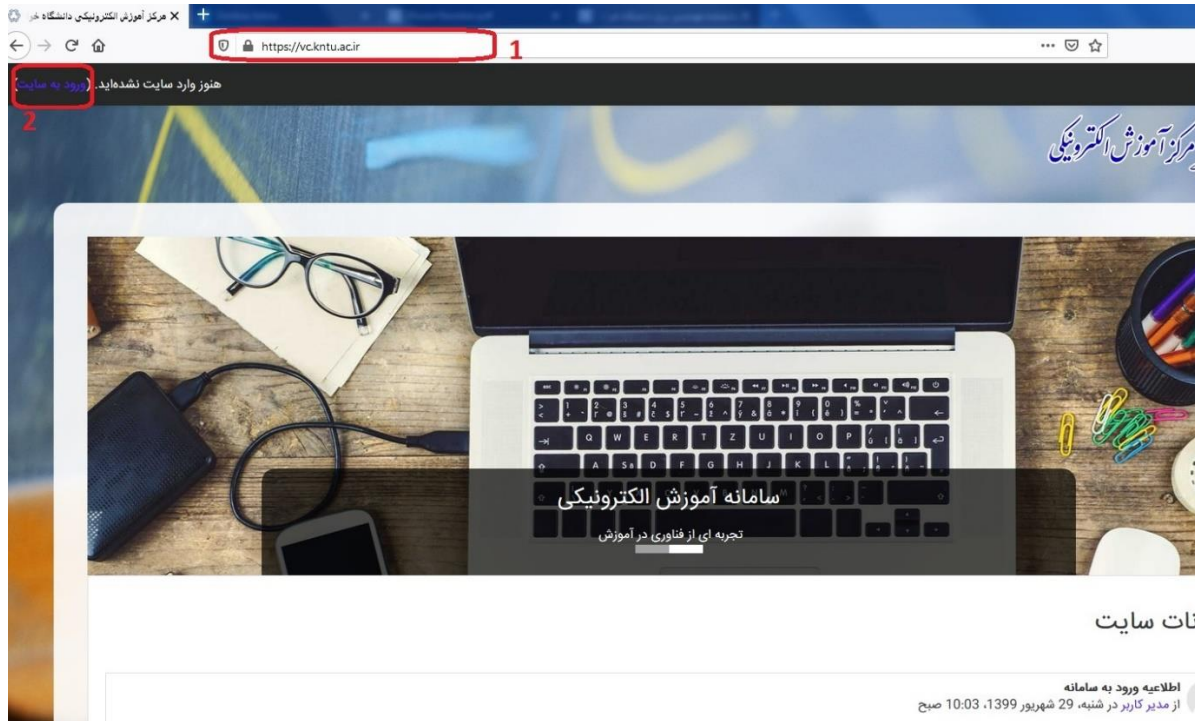 مرکز آموزش الکترونیکی دانشگاه خو
https://vc.kntu.ac.ir
1
هنوز وارد سایت نشده‌اید. (ورود به سایت)
2
مرکز آموزش الکترونیکی
سامانه آموزش الکترونیکی
تجربه ای از فناوری در آموزش
نات سایت
اطلاعیه ورود به سامانه
از مدیر کاربر در شنبه، 29 شهریور 1399، 10:03 صبح